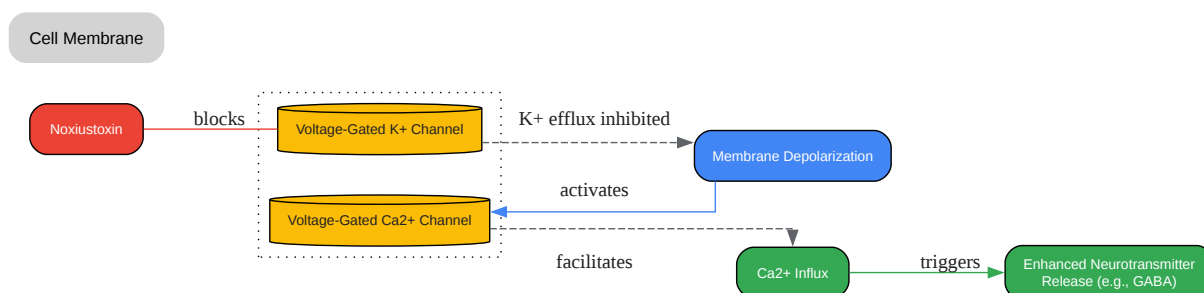 Cell Membrane
Noxiustoxin
blocks
Voltage-Gated K+ Channel
K+ efflux inhibited
Membrane Depolarization
activates
Voltage-Gated Ca2+ Channel
facilitates
Ca2+ Influx
triggers
Enhanced Neurotransmitter
Release (e.g., GABA)